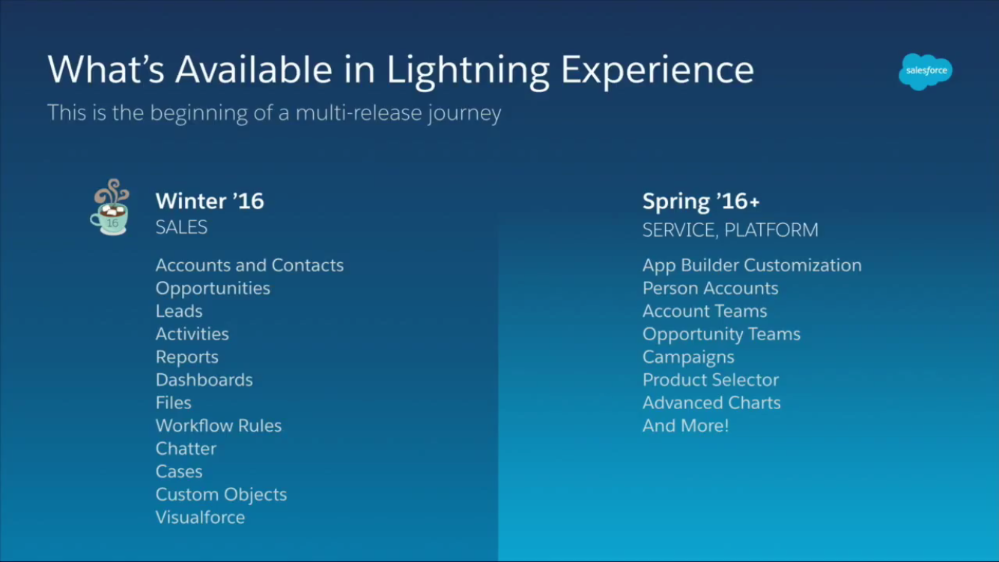 What’s Available in Lightning Experience
salesforce
This is the beginning of a multi-release journey
16
Winter ’16
SALES
Accounts and Contacts
Opportunities
Leads
Activities
Reports
Dashboards
Files
Workflow Rules
Chatter
Cases
Custom Objects
Visualforce
Spring ’16+
SERVICE, PLATFORM
App Builder Customization
Person Accounts
Account Teams
Opportunity Teams
Campaigns
Product Selector
Advanced Charts
And More!